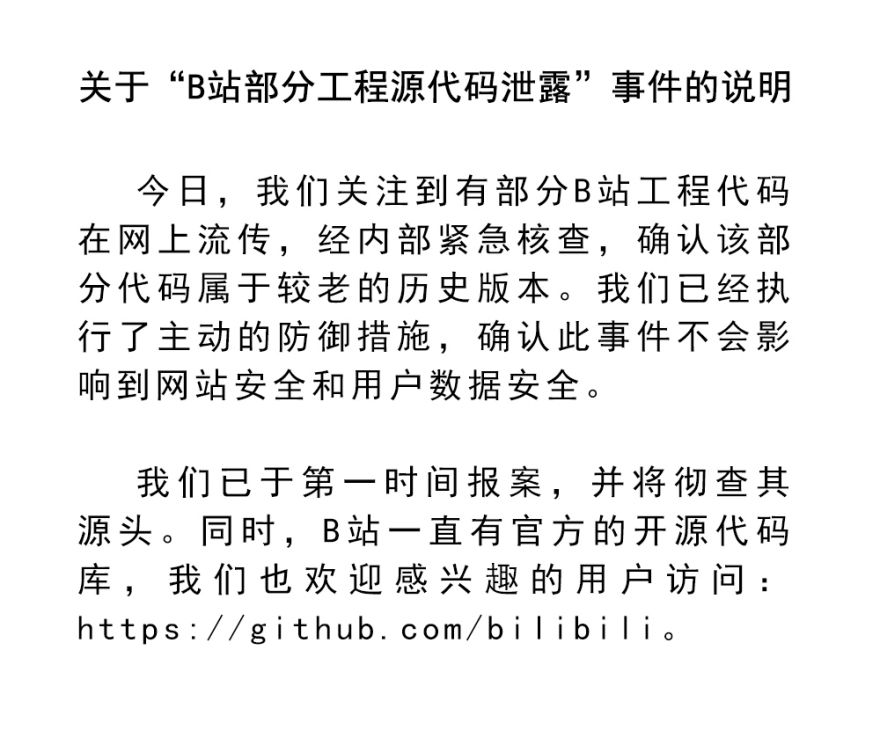 关于“B站部分工程源代码泄露”事件的说明
今日，我们关注到有部分B站工程代码
在网上流传，经内部紧急核查，确认该部
分代码属于较老的历史版本。我们已经执
行了主动的防御措施，确认此事件不会影
响到网站安全和用户数据安全。
我们已于第一时间报案，并将彻查其
源头。同时，B站一直有官方的开源代码
库，我们也欢迎感兴趣的用户访问：
https://github.com/bilibili。